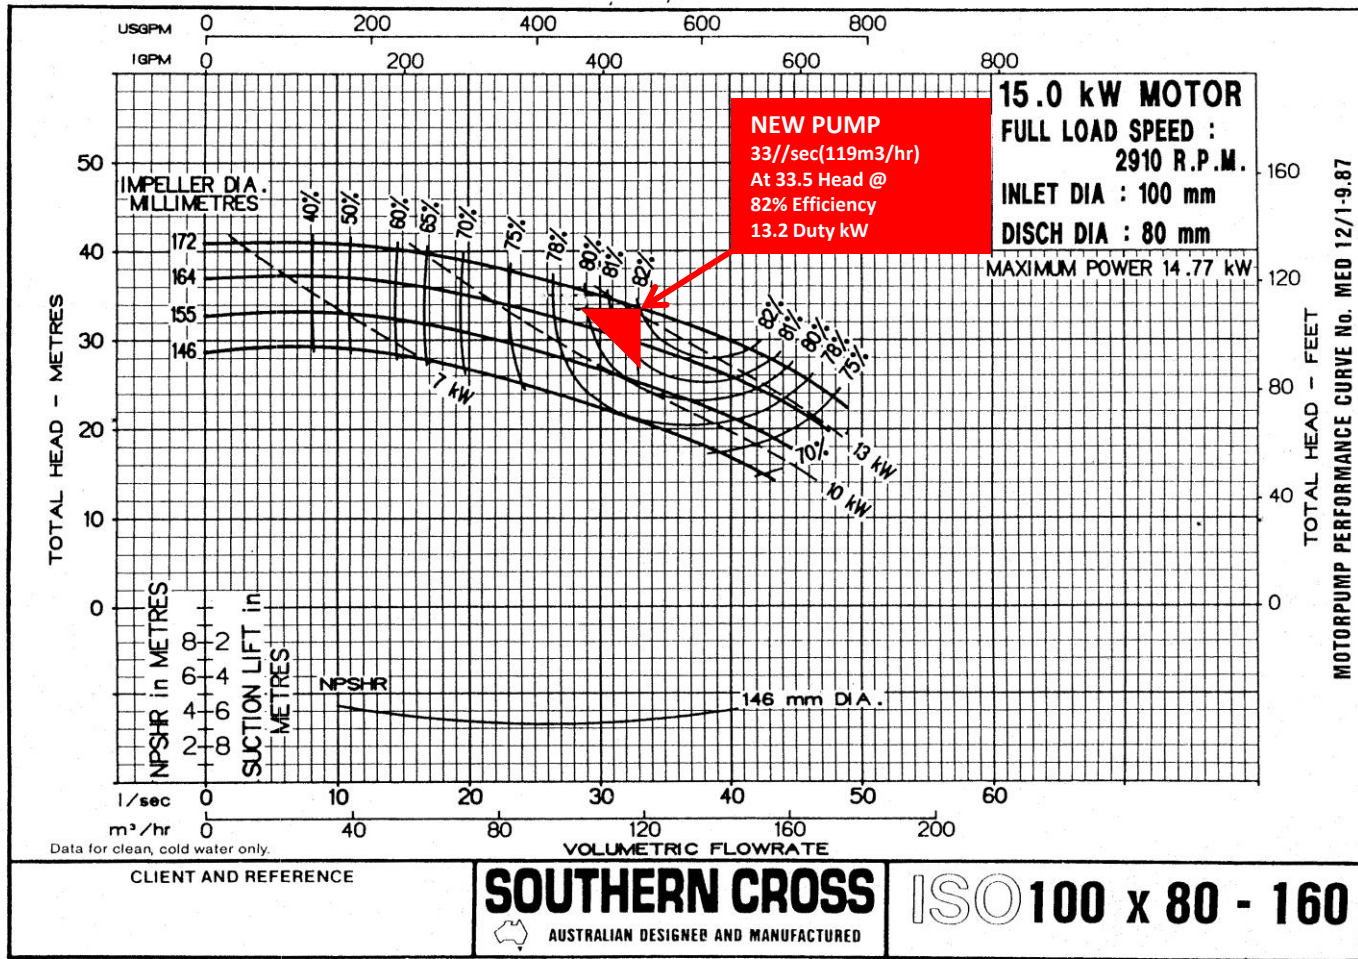 USGPM 0 200 400 600 800
IGPM 0 200 400 600 800
15.0 kW MOTOR
FULL LOAD SPEED :
2910 R.P.M.
INLET DIA : 100 mm
DISCH DIA : 80 mm
MAXIMUM POWER 14.77 kW
NEW PUMP
33//sec(119m3/hr)
At 33.5 Head @
82% Efficiency
13.2 Duty kW
IMPELLER DIA.
MILLIMETRES
172
164
155
146
40% 50% 60% 65% 70% 75% 78% 80% 81% 82%
82% 81% 80% 78% 75%
70%
7 kW
13 kW
10 kW
TOTAL HEAD - METRES
50
40
30
20
10
0
TOTAL HEAD - FEET
160
120
80
40
0
MOTORPUMP PERFORMANCE CURVE No. MED 12/1-9.87
NPSHR in METRES
8-2
6-4
4-6
2-8
SUCTION LIFT in
METRES
NPSHR
146 mm DIA.
l/sec 0 10 20 30 40 50 60
m³/hr 0 40 80 120 160 200
Data for clean, cold water only.
VOLUMETRIC FLOWRATE
CLIENT AND REFERENCE
SOUTHERN CROSS
AUSTRALIAN DESIGNED AND MANUFACTURED
ISO 100 x 80 - 160